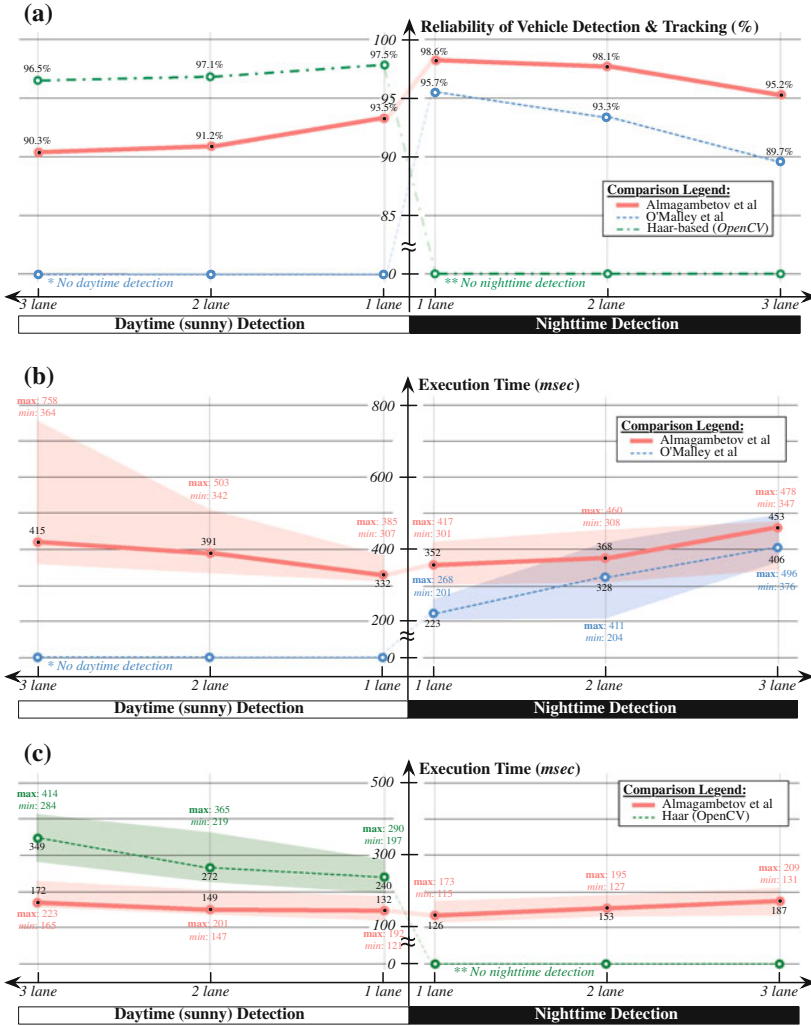 (a)
Reliability of Vehicle Detection & Tracking (%)
100
95
90
85
0
96.5%
97.1%
97.5%
98.6%
98.1%
95.2%
90.3%
91.2%
93.5%
95.7%
93.3%
89.7%
Comparison Legend:
Almagambetov et al
O'Malley et al
Haar-based (OpenCV)
* No daytime detection
** No nighttime detection
3 lane
2 lane
1 lane
1 lane
2 lane
3 lane
Daytime (sunny) Detection
Nighttime Detection
(b)
Execution Time (msec)
800
600
400
200
0
max: 758
min: 364
max: 503
min: 342
max: 385
min: 307
max: 417
min: 301
max: 460
min: 308
max: 478
min: 347
415
391
332
352
368
453
max: 268
min: 201
223
328
max: 411
min: 204
406
max: 496
min: 376
Comparison Legend:
Almagambetov et al
O'Malley et al
* No daytime detection
3 lane
2 lane
1 lane
1 lane
2 lane
3 lane
Daytime (sunny) Detection
Nighttime Detection
(c)
Execution Time (msec)
500
300
100
0
max: 414
min: 284
max: 365
min: 219
max: 290
min: 197
349
272
240
172
149
132
max: 223
min: 165
max: 201
min: 147
max: 192
min: 121
max: 173
min: 115
max: 195
min: 127
max: 209
min: 131
126
153
187
Comparison Legend:
Almagambetov et al
Haar (OpenCV)
** No nighttime detection
3 lane
2 lane
1 lane
1 lane
2 lane
3 lane
Daytime (sunny) Detection
Nighttime Detection